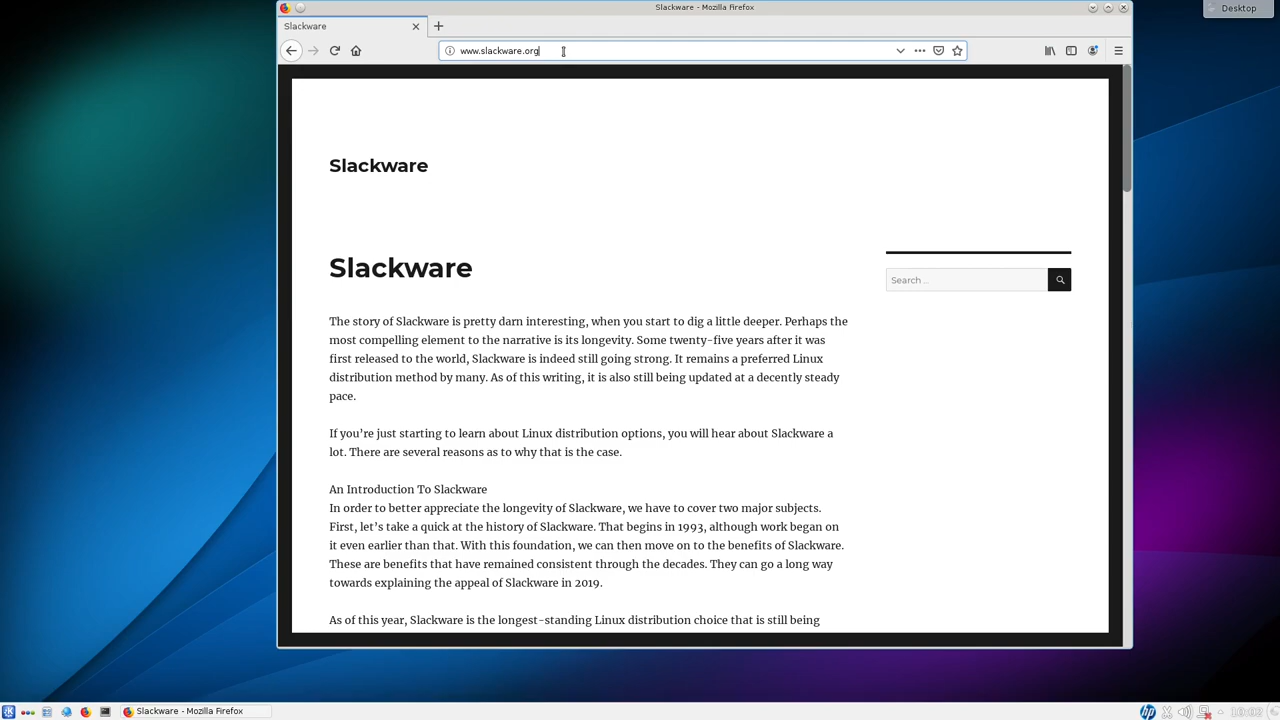 Slackware - Mozilla Firefox
Desktop
Slackware
www.slackware.org
Slackware
Slackware
Search ...
The story of Slackware is pretty darn interesting, when you start to dig a little deeper. Perhaps the
most compelling element to the narrative is its longevity. Some twenty-five years after it was
first released to the world, Slackware is indeed still going strong. It remains a preferred Linux
distribution method by many. As of this writing, it is also still being updated at a decently steady
pace.
If you’re just starting to learn about Linux distribution options, you will hear about Slackware a
lot. There are several reasons as to why that is the case.
An Introduction To Slackware
In order to better appreciate the longevity of Slackware, we have to cover two major subjects.
First, let’s take a quick at the history of Slackware. That begins in 1993, although work began on
it even earlier than that. With this foundation, we can then move on to the benefits of Slackware.
These are benefits that have remained consistent through the decades. They can go a long way
towards explaining the appeal of Slackware in 2019.
As of this year, Slackware is the longest-standing Linux distribution choice that is still being
Slackware - Mozilla Firefox
hp
10:02